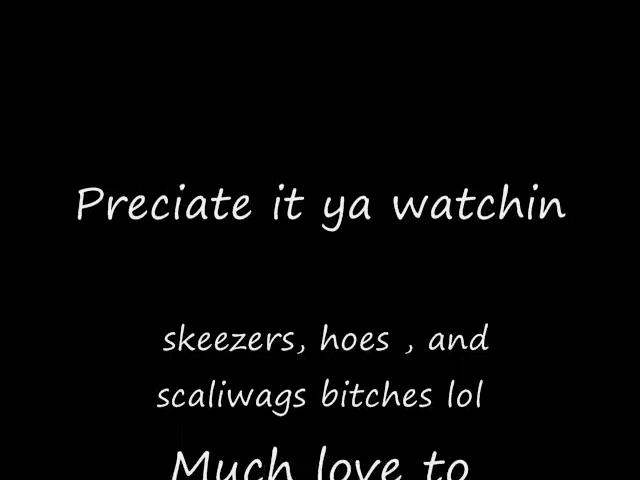 Preciate it ya watchin
skeezers, hoes , and
scaliwags bitches lol
Much love to